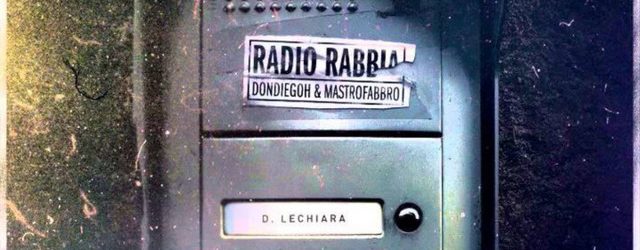 RADIO RABBIA
DONDIEGOH & MASTROFABBRO
D. LECHIARA